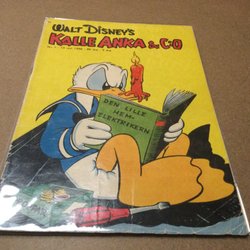 WALT DISNEY'S
KALLE ANKA & C:O
DEN LILLE
HEM-
ELEKTRIKERN